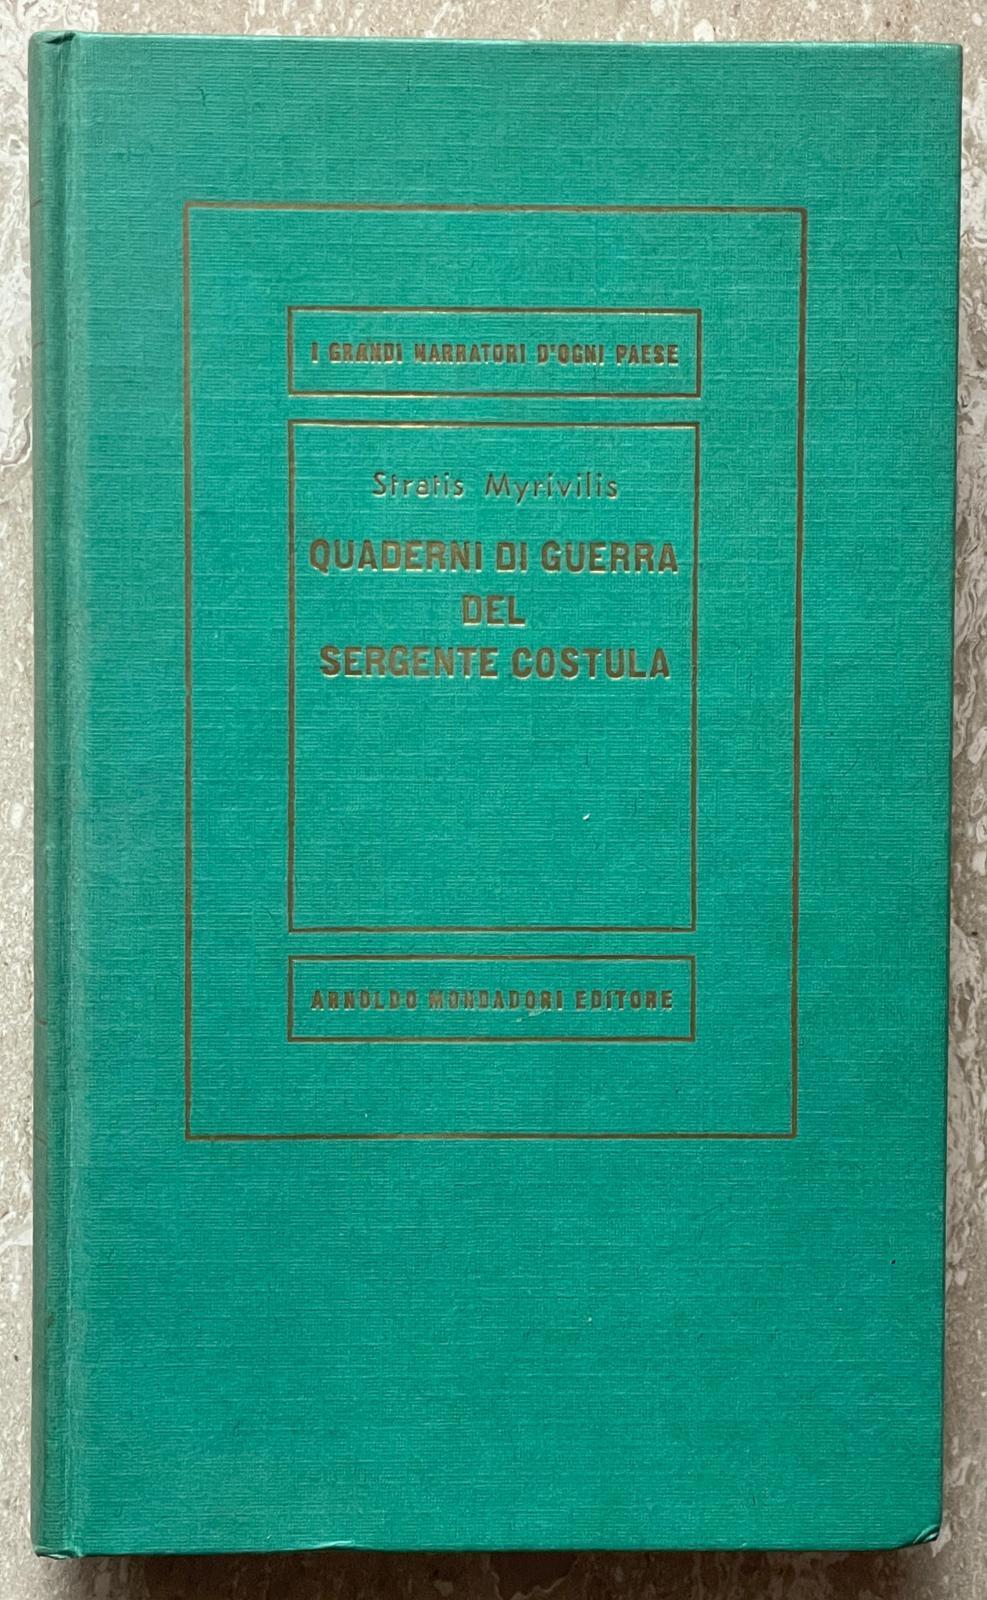 I GRANDI NARRATORI D'OGNI PAESE
Stratis Myrivilis
QUADERNI DI GUERRA
DEL
SERGENTE COSTULA
ARNOLDO MONDADORI EDITORE